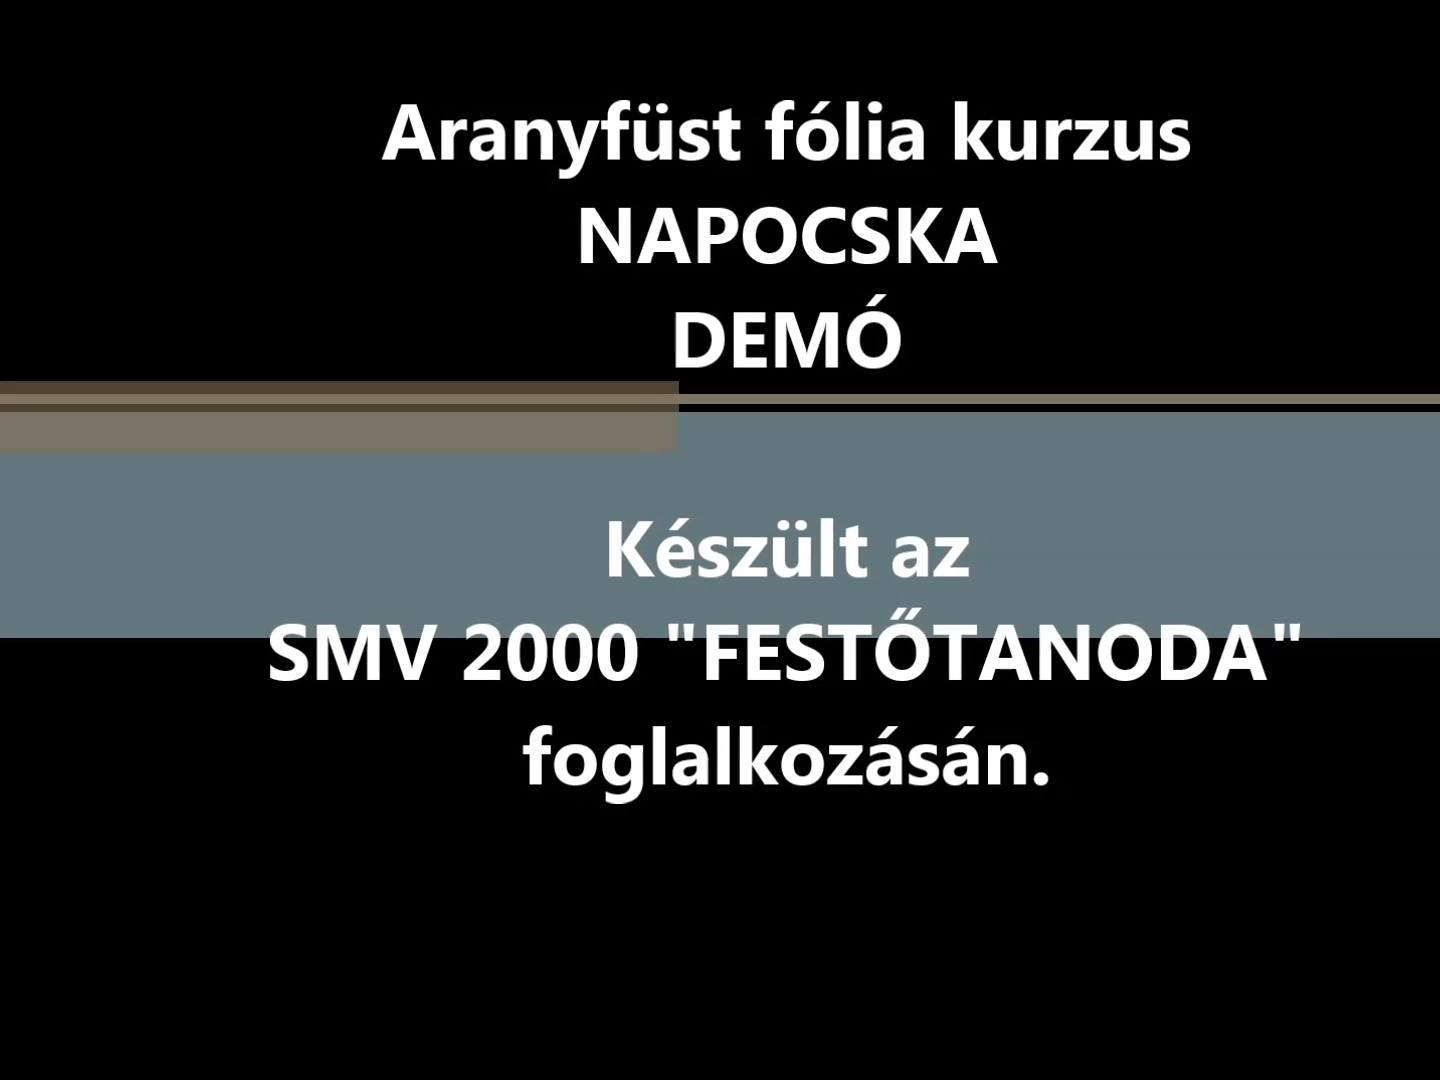 Aranyfüst fólia kurzus
NAPOCSKA
DEMÓ
Készült az
SMV 2000 "FESTŐTANODA"
foglalkozásán.